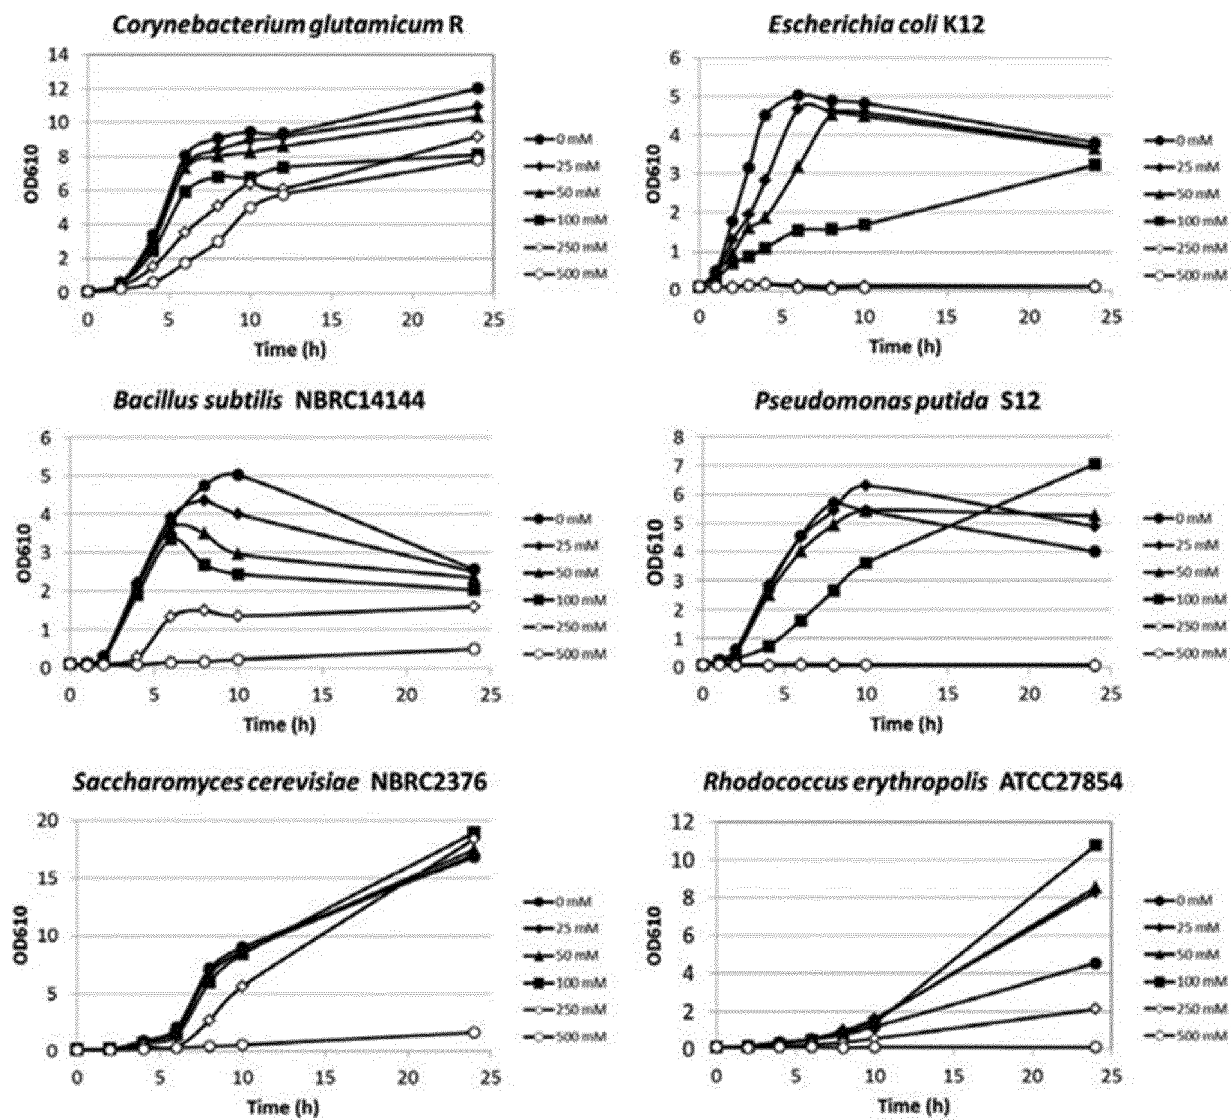 Corynebacterium glutamicum R
14
12
10
8
6
4
2
0
OD610
0 5 10 15 20 25
Time (h)
0 mM
25 mM
50 mM
100 mM
250 mM
500 mM
Escherichia coli K12
6
5
4
3
2
1
0
OD610
0 5 10 15 20 25
Time (h)
0 mM
25 mM
50 mM
100 mM
250 mM
500 mM
Bacillus subtilis NBRC14144
6
5
4
3
2
1
0
OD610
0 5 10 15 20 25
Time (h)
0 mM
25 mM
50 mM
100 mM
250 mM
500 mM
Pseudomonas putida S12
8
7
6
5
4
3
2
1
0
OD610
0 5 10 15 20 25
Time (h)
0 mM
25 mM
50 mM
100 mM
250 mM
500 mM
Saccharomyces cerevisiae NBRC2376
20
15
10
5
0
OD610
0 5 10 15 20 25
Time (h)
0 mM
25 mM
50 mM
100 mM
250 mM
500 mM
Rhodococcus erythropolis ATCC27854
12
10
8
6
4
2
0
OD610
0 5 10 15 20 25
Time (h)
0 mM
25 mM
50 mM
100 mM
250 mM
500 mM